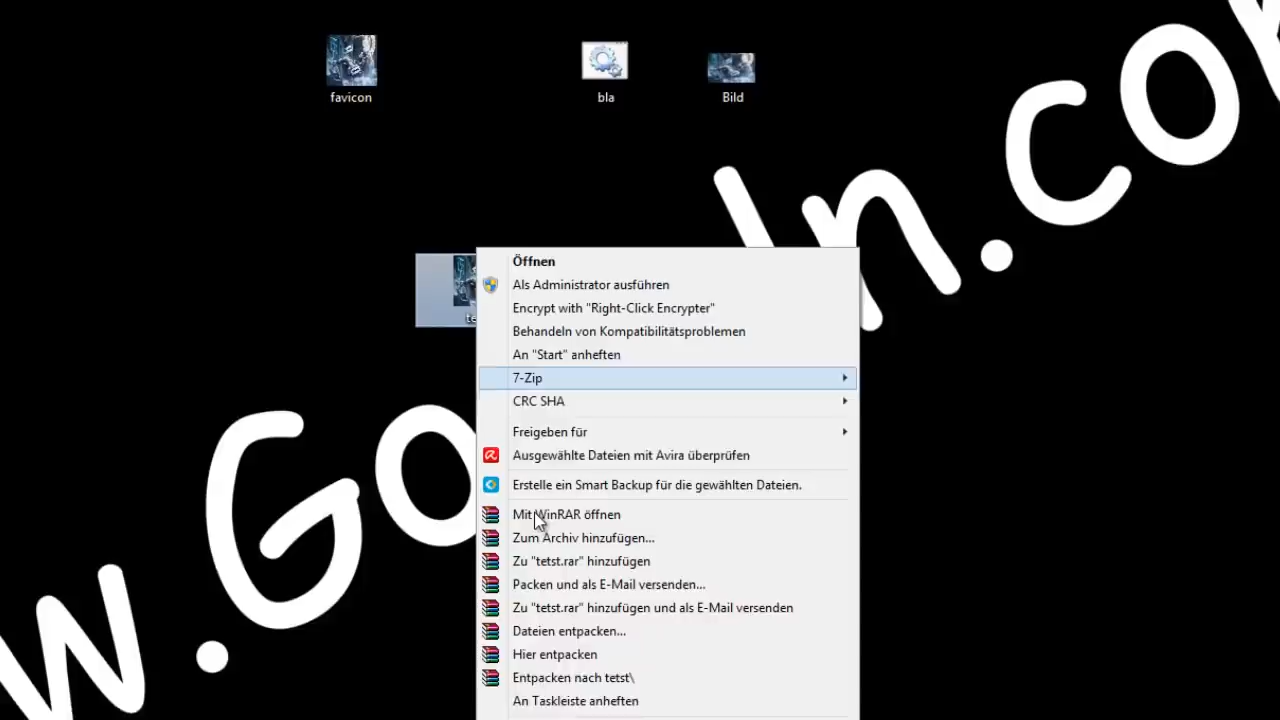 favicon
bla
Bild
w.Go
In.co
te
Öffnen
Als Administrator ausführen
Encrypt with "Right-Click Encrypter"
Behandeln von Kompatibilitätsproblemen
An "Start" anheften
7-Zip
CRC SHA
Freigeben für
Ausgewählte Dateien mit Avira überprüfen
Erstelle ein Smart Backup für die gewählten Dateien.
Mit WinRAR öffnen
Zum Archiv hinzufügen...
Zu "tetst.rar" hinzufügen
Packen und als E-Mail versenden...
Zu "tetst.rar" hinzufügen und als E-Mail versenden
Dateien entpacken...
Hier entpacken
Entpacken nach tetst\
An Taskleiste anheften